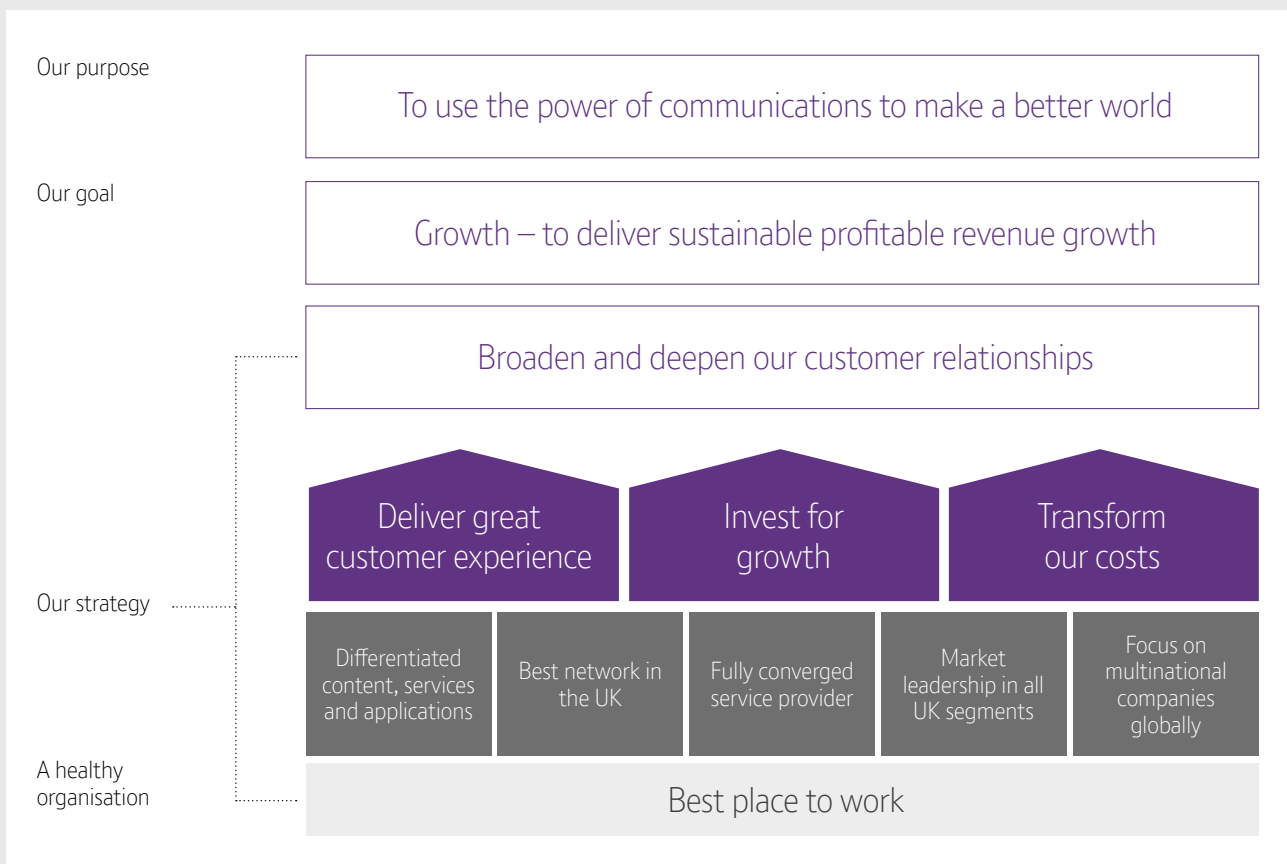 Our purpose
To use the power of communications to make a better world
Our goal
Growth – to deliver sustainable profitable revenue growth
Broaden and deepen our customer relationships
Deliver great
customer experience
Invest for
growth
Transform
our costs
Our strategy
Differentiated
content, services
and applications
Best network in
the UK
Fully converged
service provider
Market
leadership in all
UK segments
Focus on
multinational
companies
globally
A healthy
organisation
Best place to work